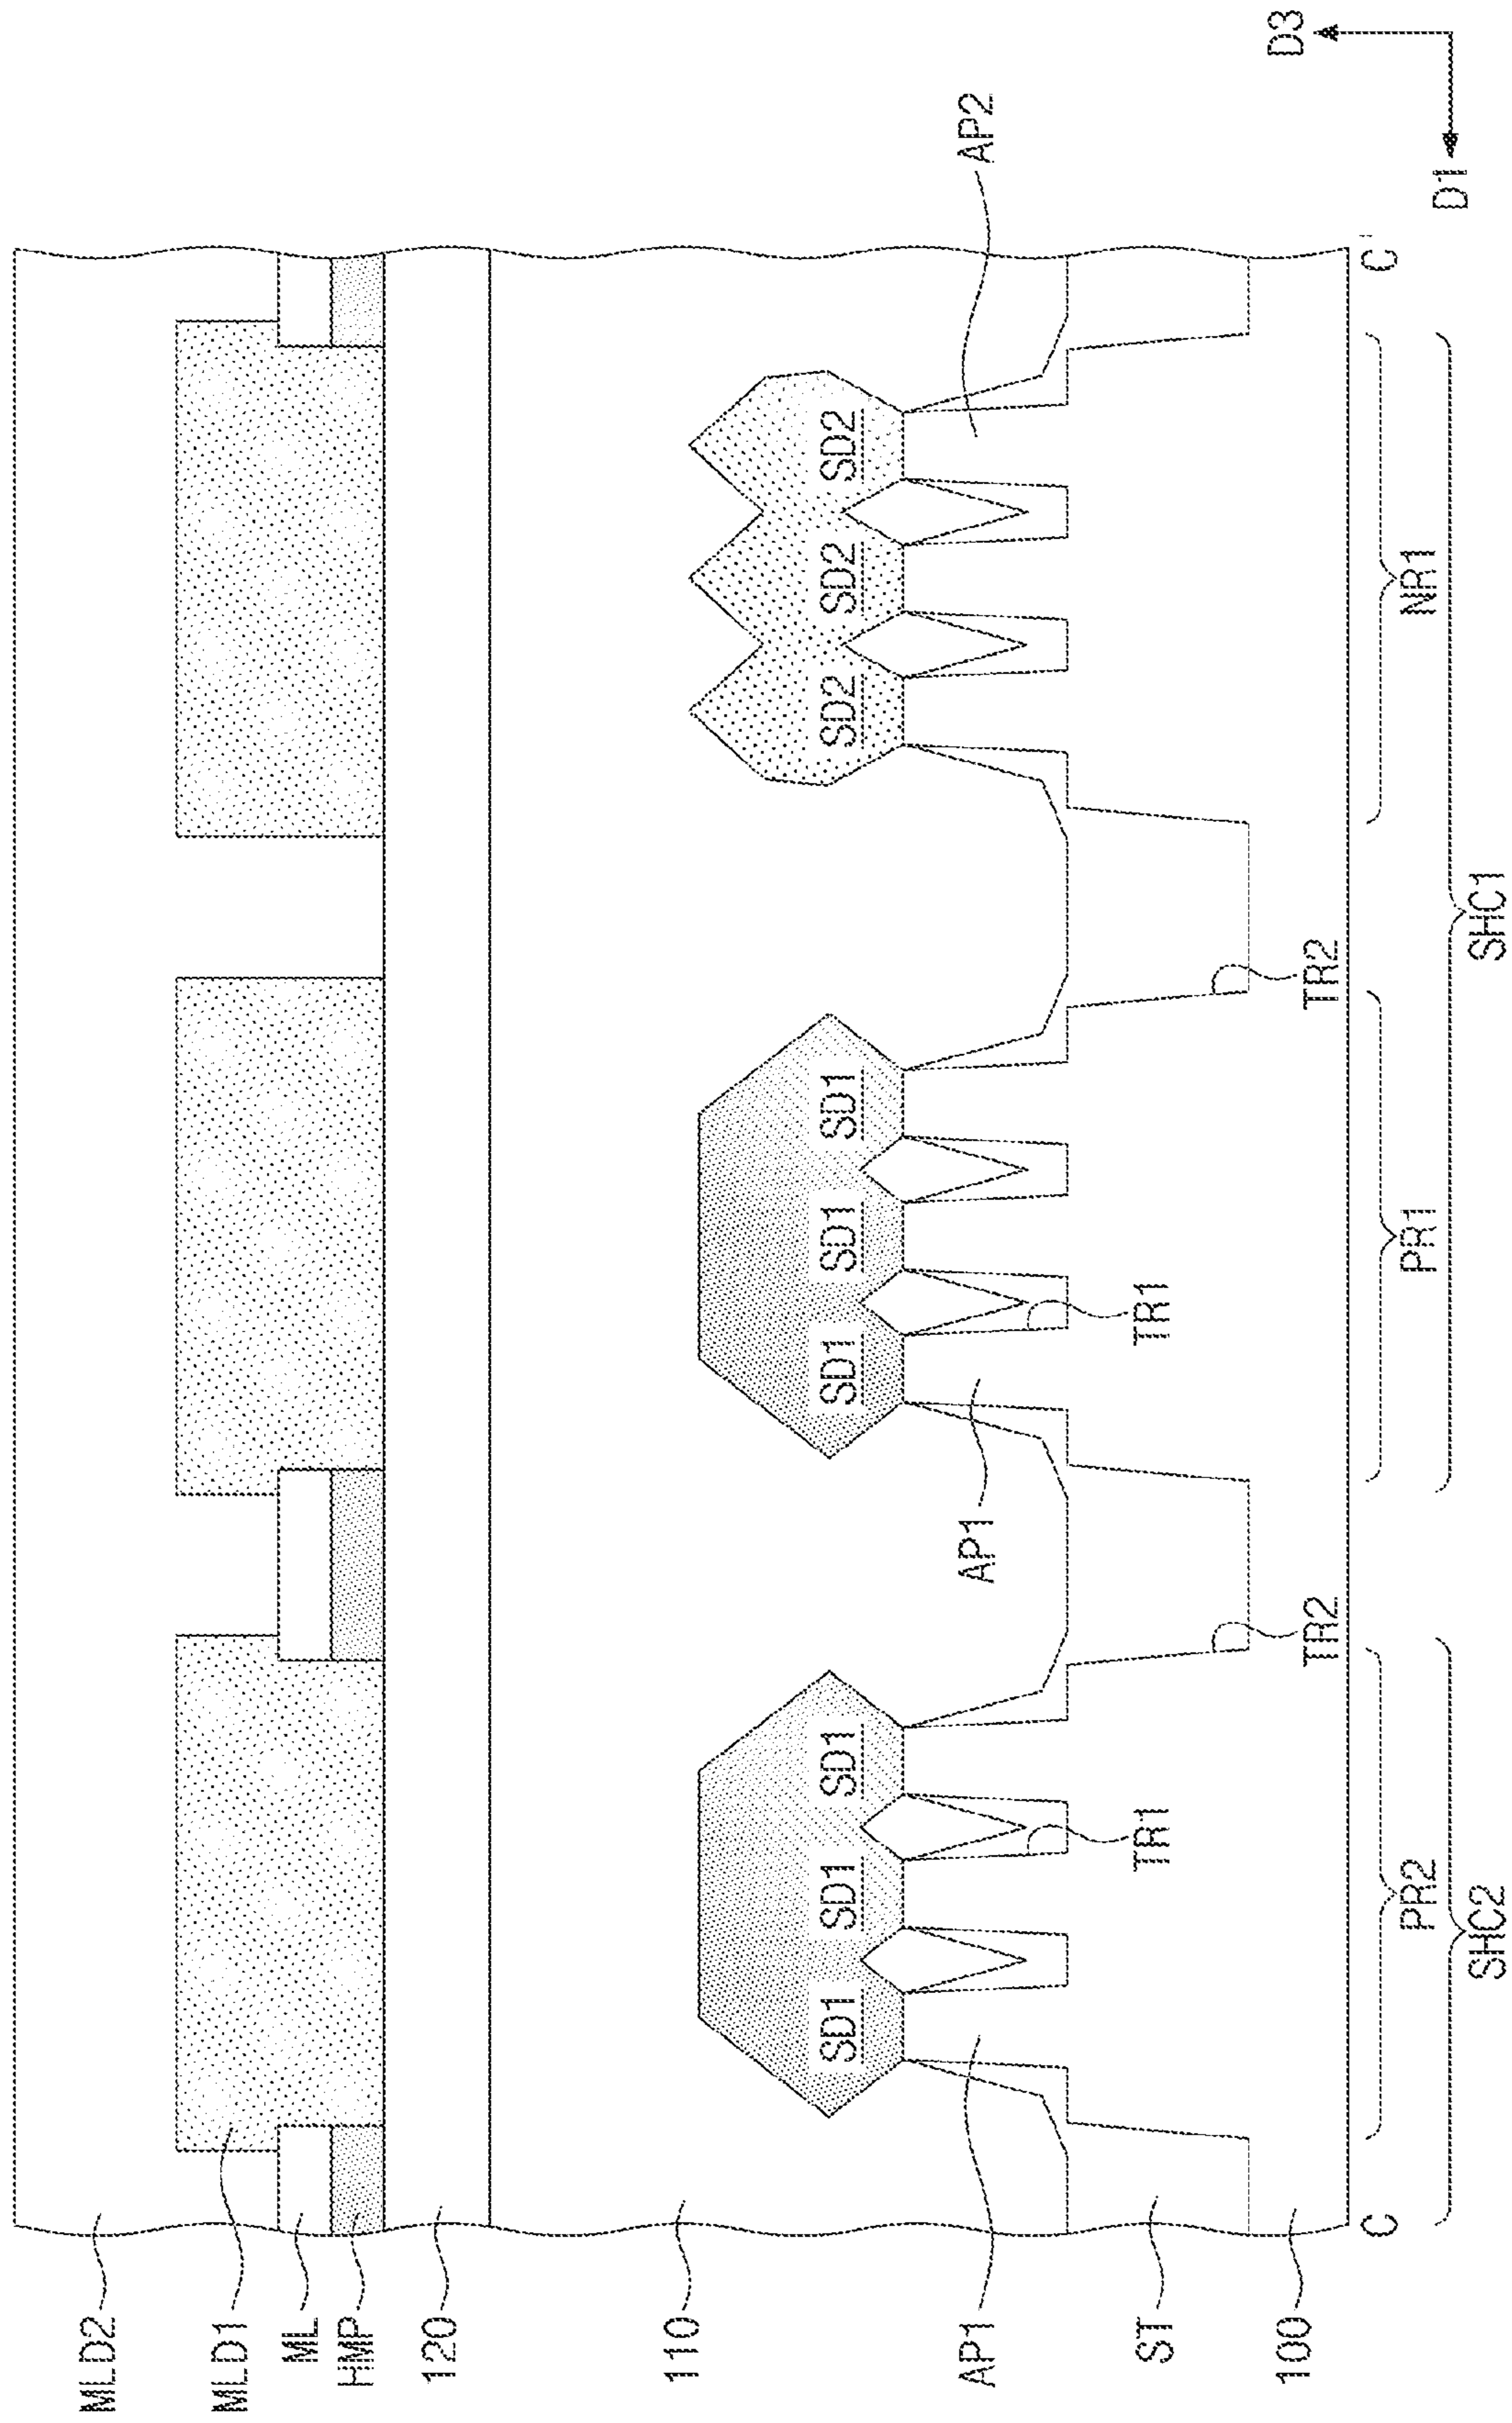 MLD2
MLD1
ML
HMP
120
110
SD1
SD1
SD1
SD1
SD1
SD1
SD2
SD2
SD2
AP1
AP1
AP2
TR1
TR1
ST
100
TR2
TR2
D3
D1
C
C'
PR2
PR1
NR1
SHC2
SHC1